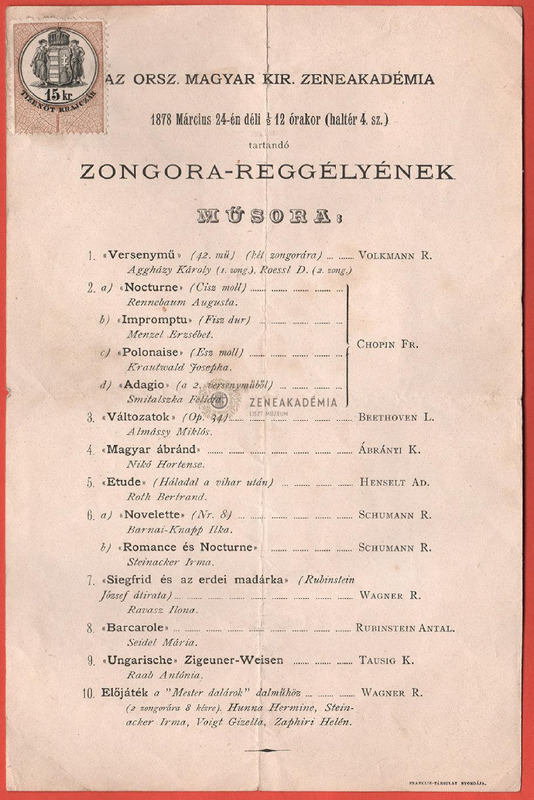 15 kr.
TIZENÖT KRAJCZÁR
AZ ORSZ. MAGYAR KIR. ZENEAKADÉMIA
1878 Március 24-én déli ½ 12 órakor (haltér 4. sz.)
tartandó
ZONGORA-REGGÉLYÉNEK
MŰSORA:
1. «Versenymű» (42. mű) (két zongorára) ... ...... VOLKMANN R.
Aggházy Károly (1. zong.), Roessl D. (2. zong.)
2. a) «Nocturne» (Cisz moll) ...... ...... ...... ...... ...
Rennebaum Augusta.
b) «Impromptu» (Fisz dur) ... ...... ...... ...
Menzel Erzsébet.
CHOPIN FR.
c) «Polonaise» (Esz moll) ...... ...... ...... ...
Krautwald Josepha.
d) «Adagio» (a 2. versenyműből) ... ...... ...
Smitalszka Felicia.
ZENEAKADÉMIA
LISZT MÚZEUM
3. «Változatok» (Op. 34) ...... ...... ...... ...... BEETHOVEN L.
Almássy Miklós.
4. «Magyar ábránd» ...... ...... ...... ...... ...... ÁBRÁNYI K.
Nikó Hortense.
5. «Etude» (Háladal a vihar után) ... ...... ...... HENSELT AD.
Roth Bertrand.
6. a) «Novelette» (Nr. 8) ... ...... ...... ...... ...... SCHUMANN R.
Barnai-Knapp Ilka.
b) «Romance és Nocturne» ...... ...... ...... SCHUMANN R.
Steinacker Irma.
7. «Siegfrid és az erdei madárka» (Rubinstein
József átirata) ... ...... ...... ...... ...... ...... WAGNER R.
Ravasz Ilona.
8. «Barcarole» ... ...... ...... ...... ...... ...... RUBINSTEIN ANTAL.
Seidel Mária.
9. «Ungarische» Zigeuner-Weisen ...... ...... TAUSIG K.
Raab Antónia.
10. Előjáték a "Mester dalárok" dalműhöz ... ...... WAGNER R.
(2 zongorára 8 kézre). Hunna Hermine, Stein-
acker Irma, Voigt Gizella, Zaphiri Helén.
FRANKLIN-TÁRSULAT NYOMDÁJA.